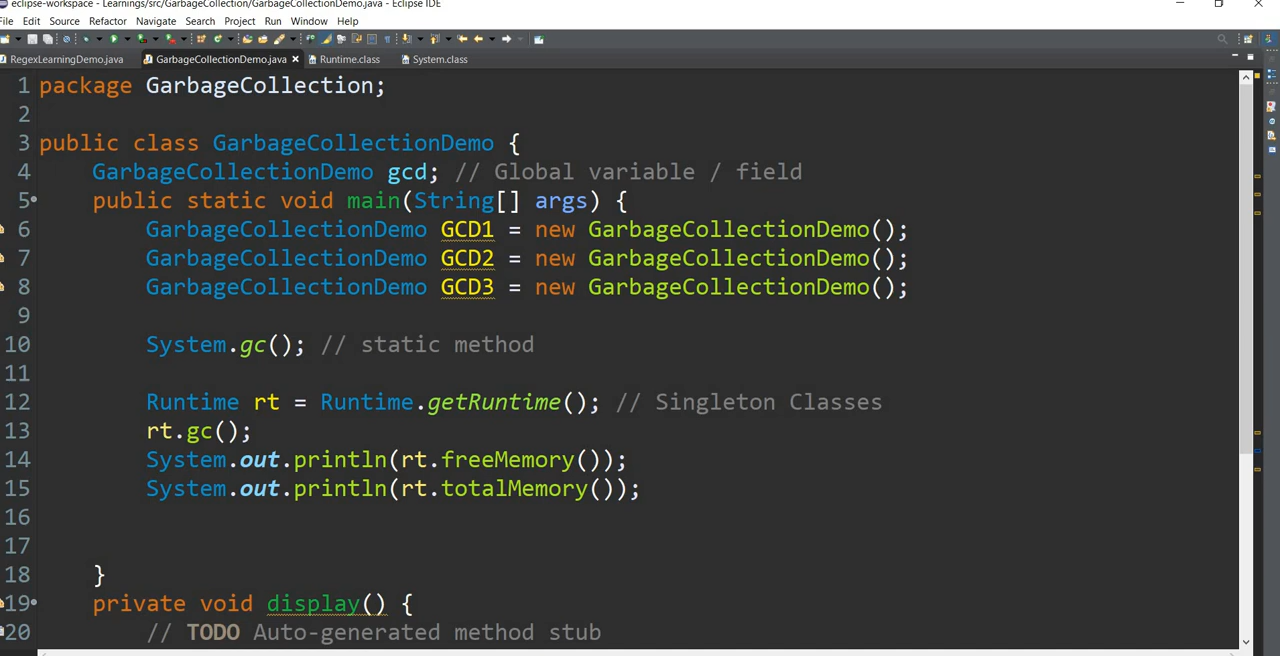 eclipse-workspace - Learnings/src/GarbageCollection/GarbageCollectionDemo.java - Eclipse IDE
File Edit Source Refactor Navigate Search Project Run Window Help
RegexLearningDemo.java GarbageCollectionDemo.java Runtime.class System.class
1 package GarbageCollection;
2
3 public class GarbageCollectionDemo {
4 GarbageCollectionDemo gcd; // Global variable / field
5 public static void main(String[] args) {
6 GarbageCollectionDemo GCD1 = new GarbageCollectionDemo();
7 GarbageCollectionDemo GCD2 = new GarbageCollectionDemo();
8 GarbageCollectionDemo GCD3 = new GarbageCollectionDemo();
9
10 System.gc(); // static method
11
12 Runtime rt = Runtime.getRuntime(); // Singleton Classes
13 rt.gc();
14 System.out.println(rt.freeMemory());
15 System.out.println(rt.totalMemory());
16
17
18 }
19 private void display() {
20 // TODO Auto-generated method stub